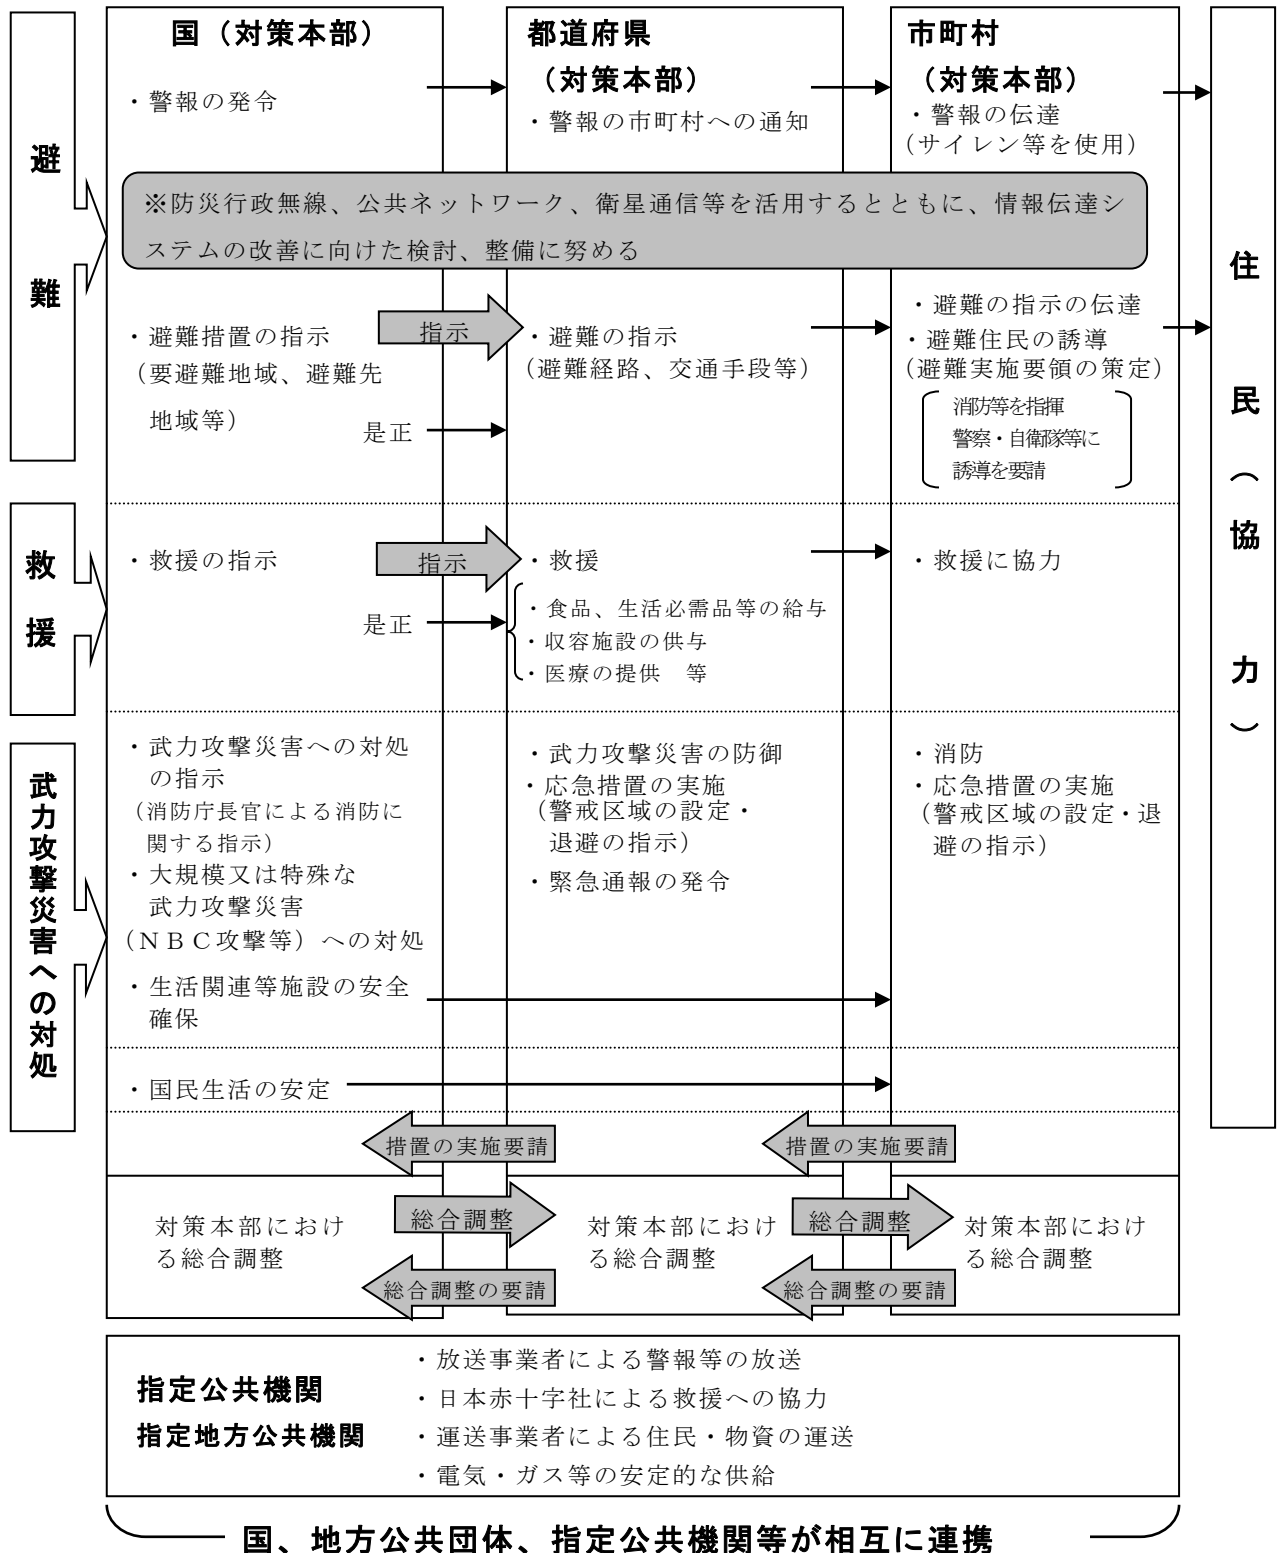 避難
国（対策本部）
・警報の発令
都道府県
（対策本部）
・警報の市町村への通知
市町村
（対策本部）
・警報の伝達
（サイレン等を使用）
※防災行政無線、公共ネットワーク、衛星通信等を活用するとともに、情報伝達シ
ステムの改善に向けた検討、整備に努める
・避難措置の指示
（要避難地域、避難先
地域等）
指示
是正
・避難の指示
（避難経路、交通手段等）
・避難の指示の伝達
・避難住民の誘導
（避難実施要領の策定）
消防等を指揮
警察・自衛隊等に
誘導を要請
住民（協力）
救援
・救援の指示
指示
是正
・救援
・食品、生活必需品等の給与
・収容施設の供与
・医療の提供　等
・救援に協力
武力攻撃災害への対処
・武力攻撃災害への対処
の指示
（消防庁長官による消防に
関する指示）
・大規模又は特殊な
武力攻撃災害
（ＮＢＣ攻撃等）への対処
・生活関連等施設の安全
確保
・武力攻撃災害の防御
・応急措置の実施
（警戒区域の設定・
退避の指示）
・緊急通報の発令
・消防
・応急措置の実施
（警戒区域の設定・退
避の指示）
・国民生活の安定
措置の実施要請
措置の実施要請
対策本部におけ
る総合調整
総合調整
総合調整の要請
対策本部におけ
る総合調整
総合調整
総合調整の要請
対策本部におけ
る総合調整
指定公共機関
指定地方公共機関
・放送事業者による警報等の放送
・日本赤十字社による救援への協力
・運送事業者による住民・物資の運送
・電気・ガス等の安定的な供給
国、地方公共団体、指定公共機関等が相互に連携